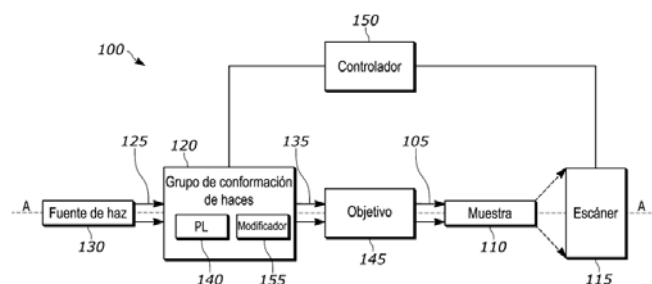 150
100
Controlador
125
120
135
105
Grupo de conformación
de haces
A
Fuente de haz
PL
Modificador
Objetivo
Muestra
Escáner
A
130
140
155
145
110
115